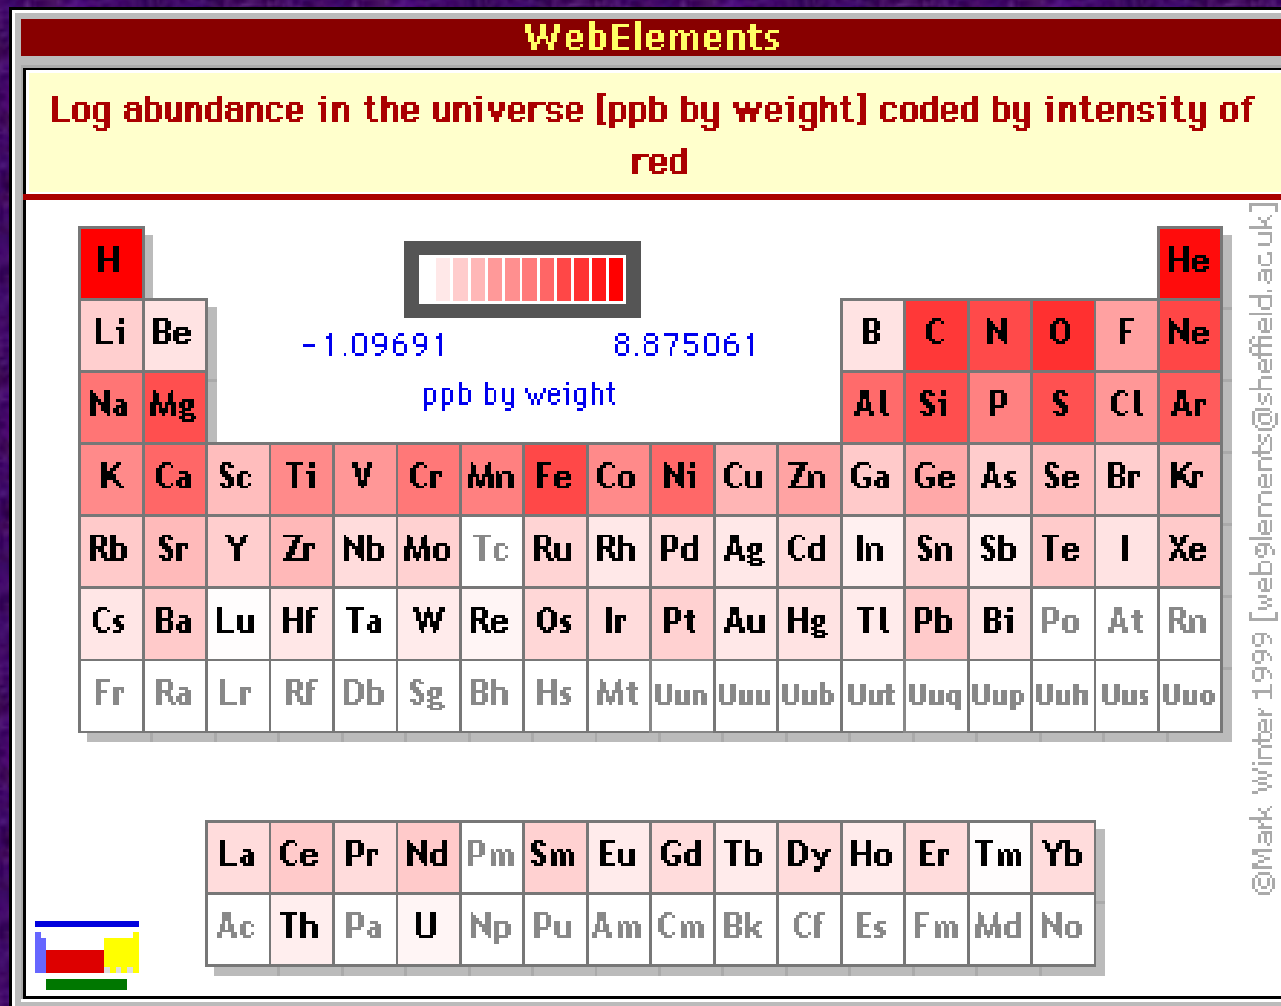 WebElements
Log abundance in the universe [ppb by weight] coded by intensity of
red
H He
Li Be B C N O F Ne
-1.09691 8.875061
ppb by weight
Na Mg Al Si P S Cl Ar
K Ca Sc Ti V Cr Mn Fe Co Ni Cu Zn Ga Ge As Se Br Kr
Rb Sr Y Zr Nb Mo Tc Ru Rh Pd Ag Cd In Sn Sb Te I Xe
Cs Ba Lu Hf Ta W Re Os Ir Pt Au Hg Tl Pb Bi Po At Rn
Fr Ra Lr Rf Db Sg Bh Hs Mt Uun Uuu Uub Uut Uuq Uup Uuh Uus Uuo
La Ce Pr Nd Pm Sm Eu Gd Tb Dy Ho Er Tm Yb
Ac Th Pa U Np Pu Am Cm Bk Cf Es Fm Md No
©Mark Winter 1999 [web9lements@sheffield.ac.uk]